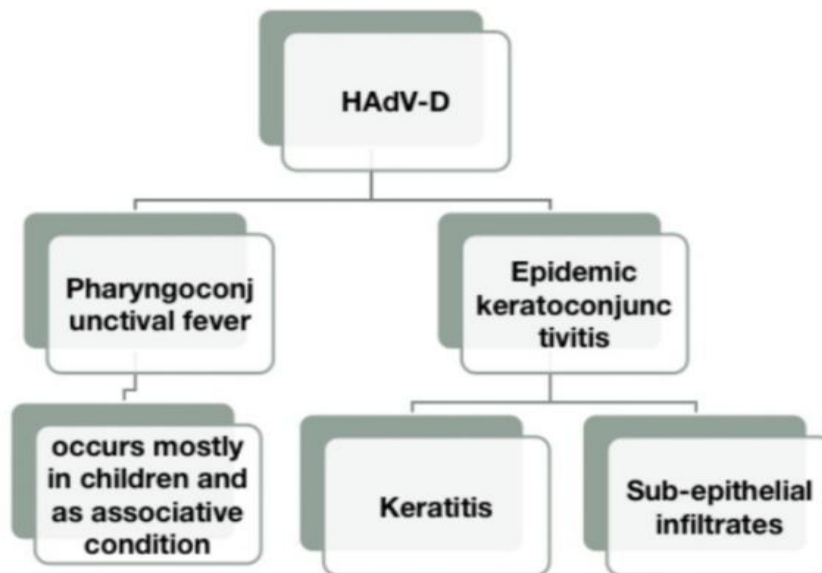 HAdV-D
Pharyngoconj
unctival fever
Epidemic
keratoconjunc
tivitis
occurs mostly
in children and
as associative
condition
Keratitis
Sub-epithelial
infiltrates